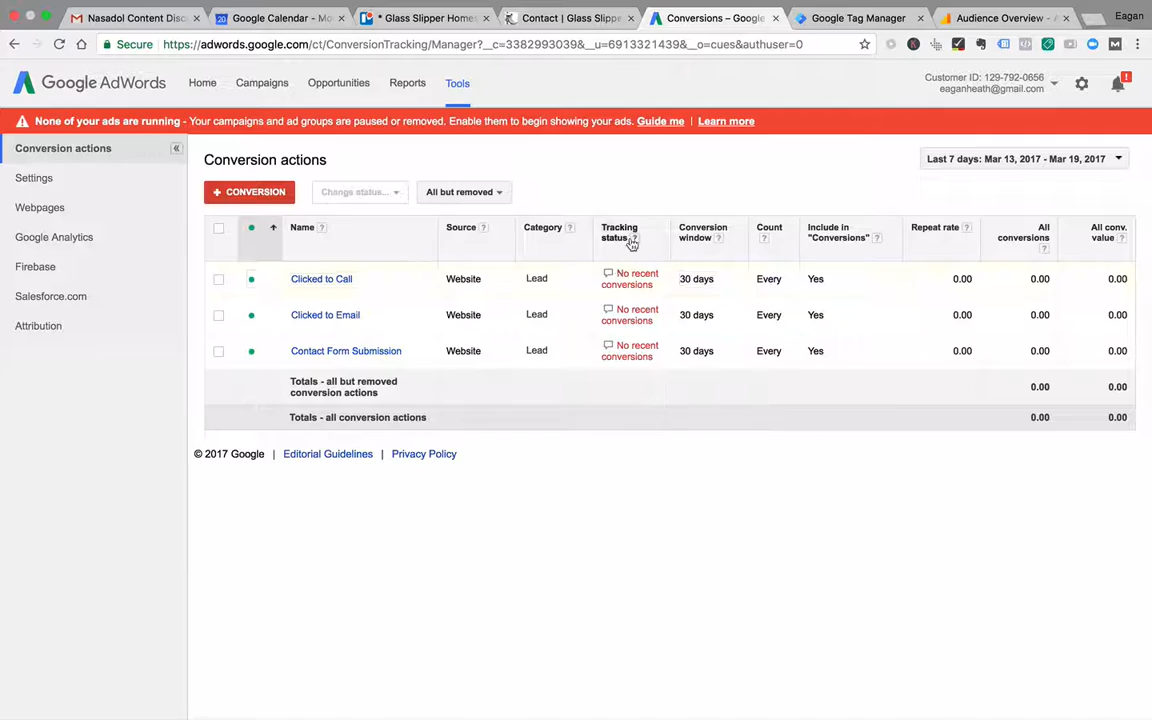 Nasadol Content Disc
20 Google Calendar - Mo
* Glass Slipper Homes
Contact | Glass Slippe
Conversions – Google
Google Tag Manager
Audience Overview - A
Eagan
Secure https://adwords.google.com/ct/ConversionTracking/Manager?__c=3382993039&__u=6913321439&__o=cues&authuser=0
Google AdWords
Home
Campaigns
Opportunities
Reports
Tools
Customer ID: 129-792-0656
eaganheath@gmail.com
!
None of your ads are running - Your campaigns and ad groups are paused or removed. Enable them to begin showing your ads. Guide me | Learn more
Conversion actions
«
Settings
Webpages
Google Analytics
Firebase
Salesforce.com
Attribution
Conversion actions
Last 7 days: Mar 13, 2017 - Mar 19, 2017
+ CONVERSION
Change status...
All but removed
Name ?
Source ?
Category ?
Tracking
status ?
Conversion
window ?
Count
?
Include in
"Conversions" ?
Repeat rate ?
All
conversions
?
All conv.
value ?
Clicked to Call Website Lead No recent
conversions 30 days Every Yes 0.00 0.00 0.00
Clicked to Email Website Lead No recent
conversions 30 days Every Yes 0.00 0.00 0.00
Contact Form Submission Website Lead No recent
conversions 30 days Every Yes 0.00 0.00 0.00
Totals - all but removed
conversion actions 0.00 0.00
Totals - all conversion actions 0.00 0.00
© 2017 Google | Editorial Guidelines | Privacy Policy